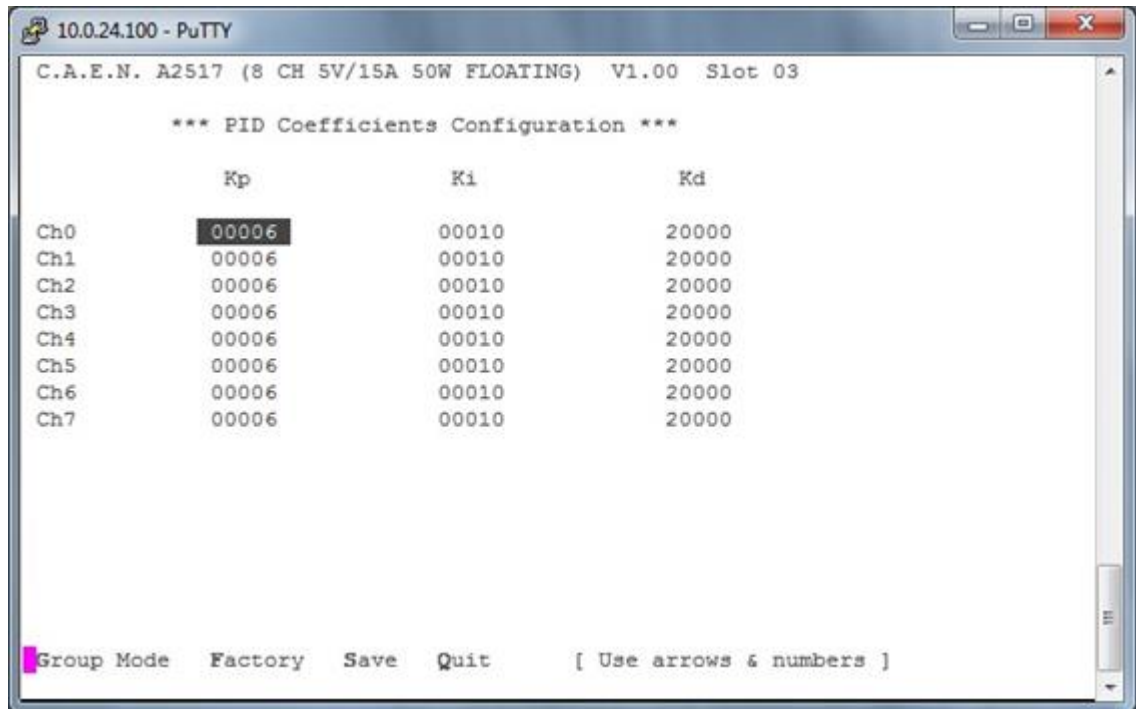 10.0.24.100 - PuTTY
C.A.E.N. A2517 (8 CH 5V/15A 50W FLOATING) V1.00 Slot 03
*** PID Coefficients Configuration ***
Kp Ki Kd
Ch0 00006 00010 20000
Ch1 00006 00010 20000
Ch2 00006 00010 20000
Ch3 00006 00010 20000
Ch4 00006 00010 20000
Ch5 00006 00010 20000
Ch6 00006 00010 20000
Ch7 00006 00010 20000
Group Mode Factory Save Quit [ Use arrows & numbers ]